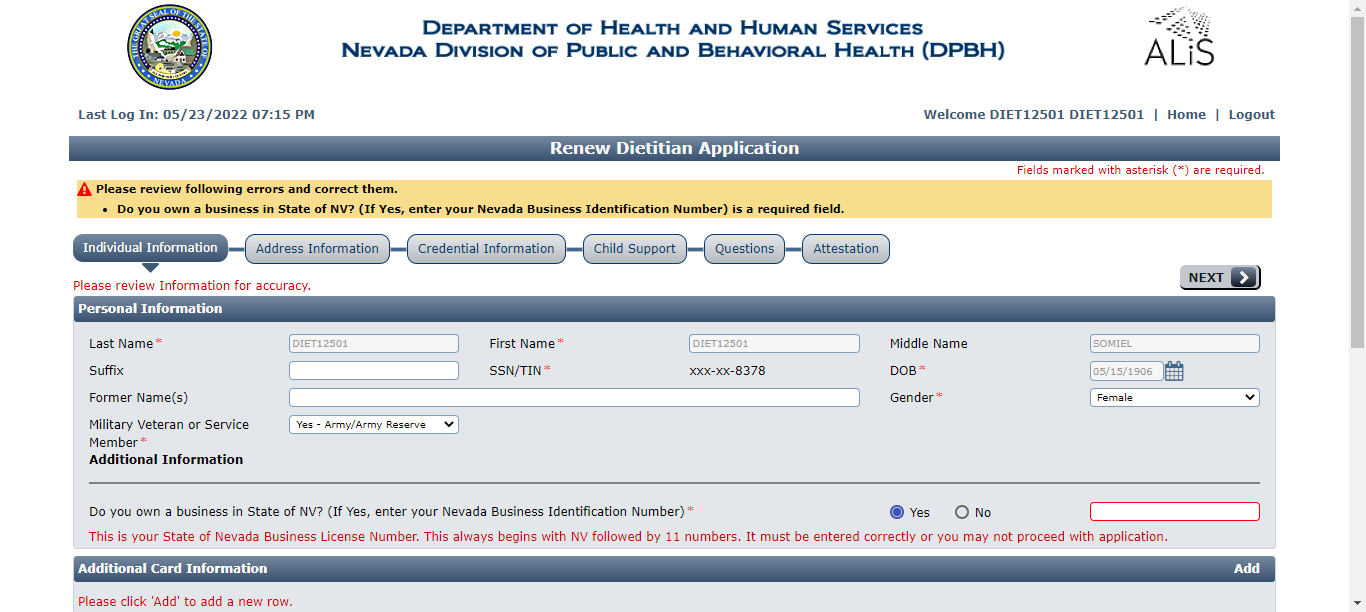 DEPARTMENT OF HEALTH AND HUMAN SERVICES
NEVADA DIVISION OF PUBLIC AND BEHAVIORAL HEALTH (DPBH)
ALiS
Last Log In: 05/23/2022 07:15 PM
Welcome DIET12501 DIET12501 | Home | Logout
Renew Dietitian Application
Fields marked with asterisk (*) are required.
Please review following errors and correct them.
• Do you own a business in State of NV? (If Yes, enter your Nevada Business Identification Number) is a required field.
Individual Information
Address Information
Credential Information
Child Support
Questions
Attestation
NEXT
Please review Information for accuracy.
Personal Information
Last Name* DIET12501 First Name* DIET12501 Middle Name SOMIEL
Suffix SSN/TIN* xxx-xx-8378 DOB* 05/15/1906
Former Name(s) Gender* Female
Military Veteran or Service Yes - Army/Army Reserve
Member*
Additional Information
Do you own a business in State of NV? (If Yes, enter your Nevada Business Identification Number)* Yes No
This is your State of Nevada Business License Number. This always begins with NV followed by 11 numbers. It must be entered correctly or you may not proceed with application.
Additional Card Information Add
Please click 'Add' to add a new row.